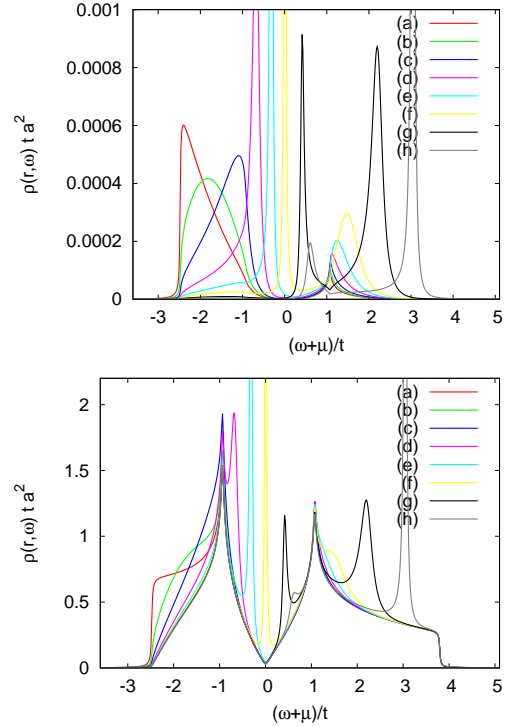 0.001
0.0008
0.0006
0.0004
0.0002
0
ρ(r,ω) t a²
(a)
(b)
(c)
(d)
(e)
(f)
(g)
(h)
-3 -2 -1 0 1 2 3 4 5
(ω+μ)/t
2
1.5
1
0.5
0
ρ(r,ω) t a²
(a)
(b)
(c)
(d)
(e)
(f)
(g)
(h)
-3 -2 -1 0 1 2 3 4 5
(ω+μ)/t